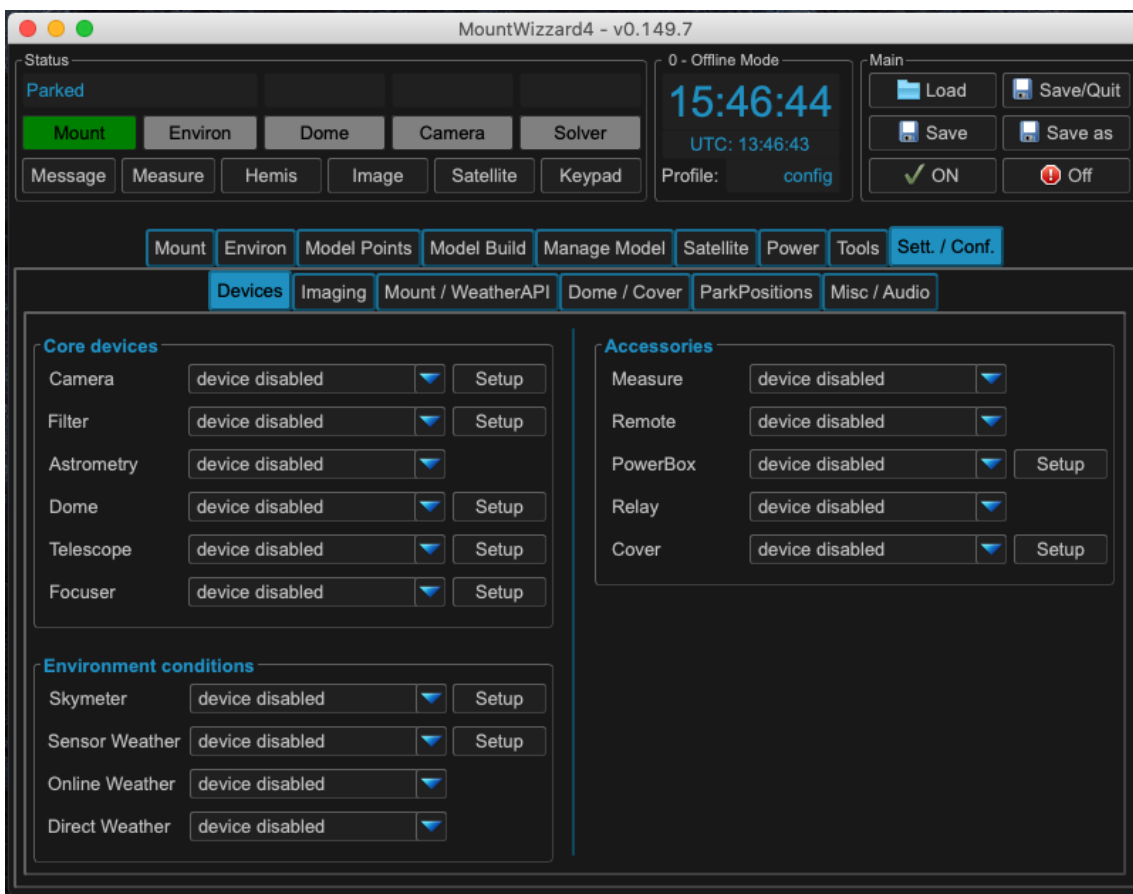 MountWizzard4 - v0.149.7
Status
Parked
Mount Environ Dome Camera Solver
Message Measure Hemis Image Satellite Keypad
0 - Offline Mode
15:46:44
UTC: 13:46:43
Profile: config
Main
Load Save/Quit
Save Save as
ON Off
Mount Environ Model Points Model Build Manage Model Satellite Power Tools Sett. / Conf.
Devices Imaging Mount / WeatherAPI Dome / Cover ParkPositions Misc / Audio
Core devices
Camera device disabled Setup
Filter device disabled Setup
Astrometry device disabled
Dome device disabled Setup
Telescope device disabled Setup
Focuser device disabled Setup
Environment conditions
Skymeter device disabled Setup
Sensor Weather device disabled Setup
Online Weather device disabled
Direct Weather device disabled
Accessories
Measure device disabled
Remote device disabled
PowerBox device disabled Setup
Relay device disabled
Cover device disabled Setup